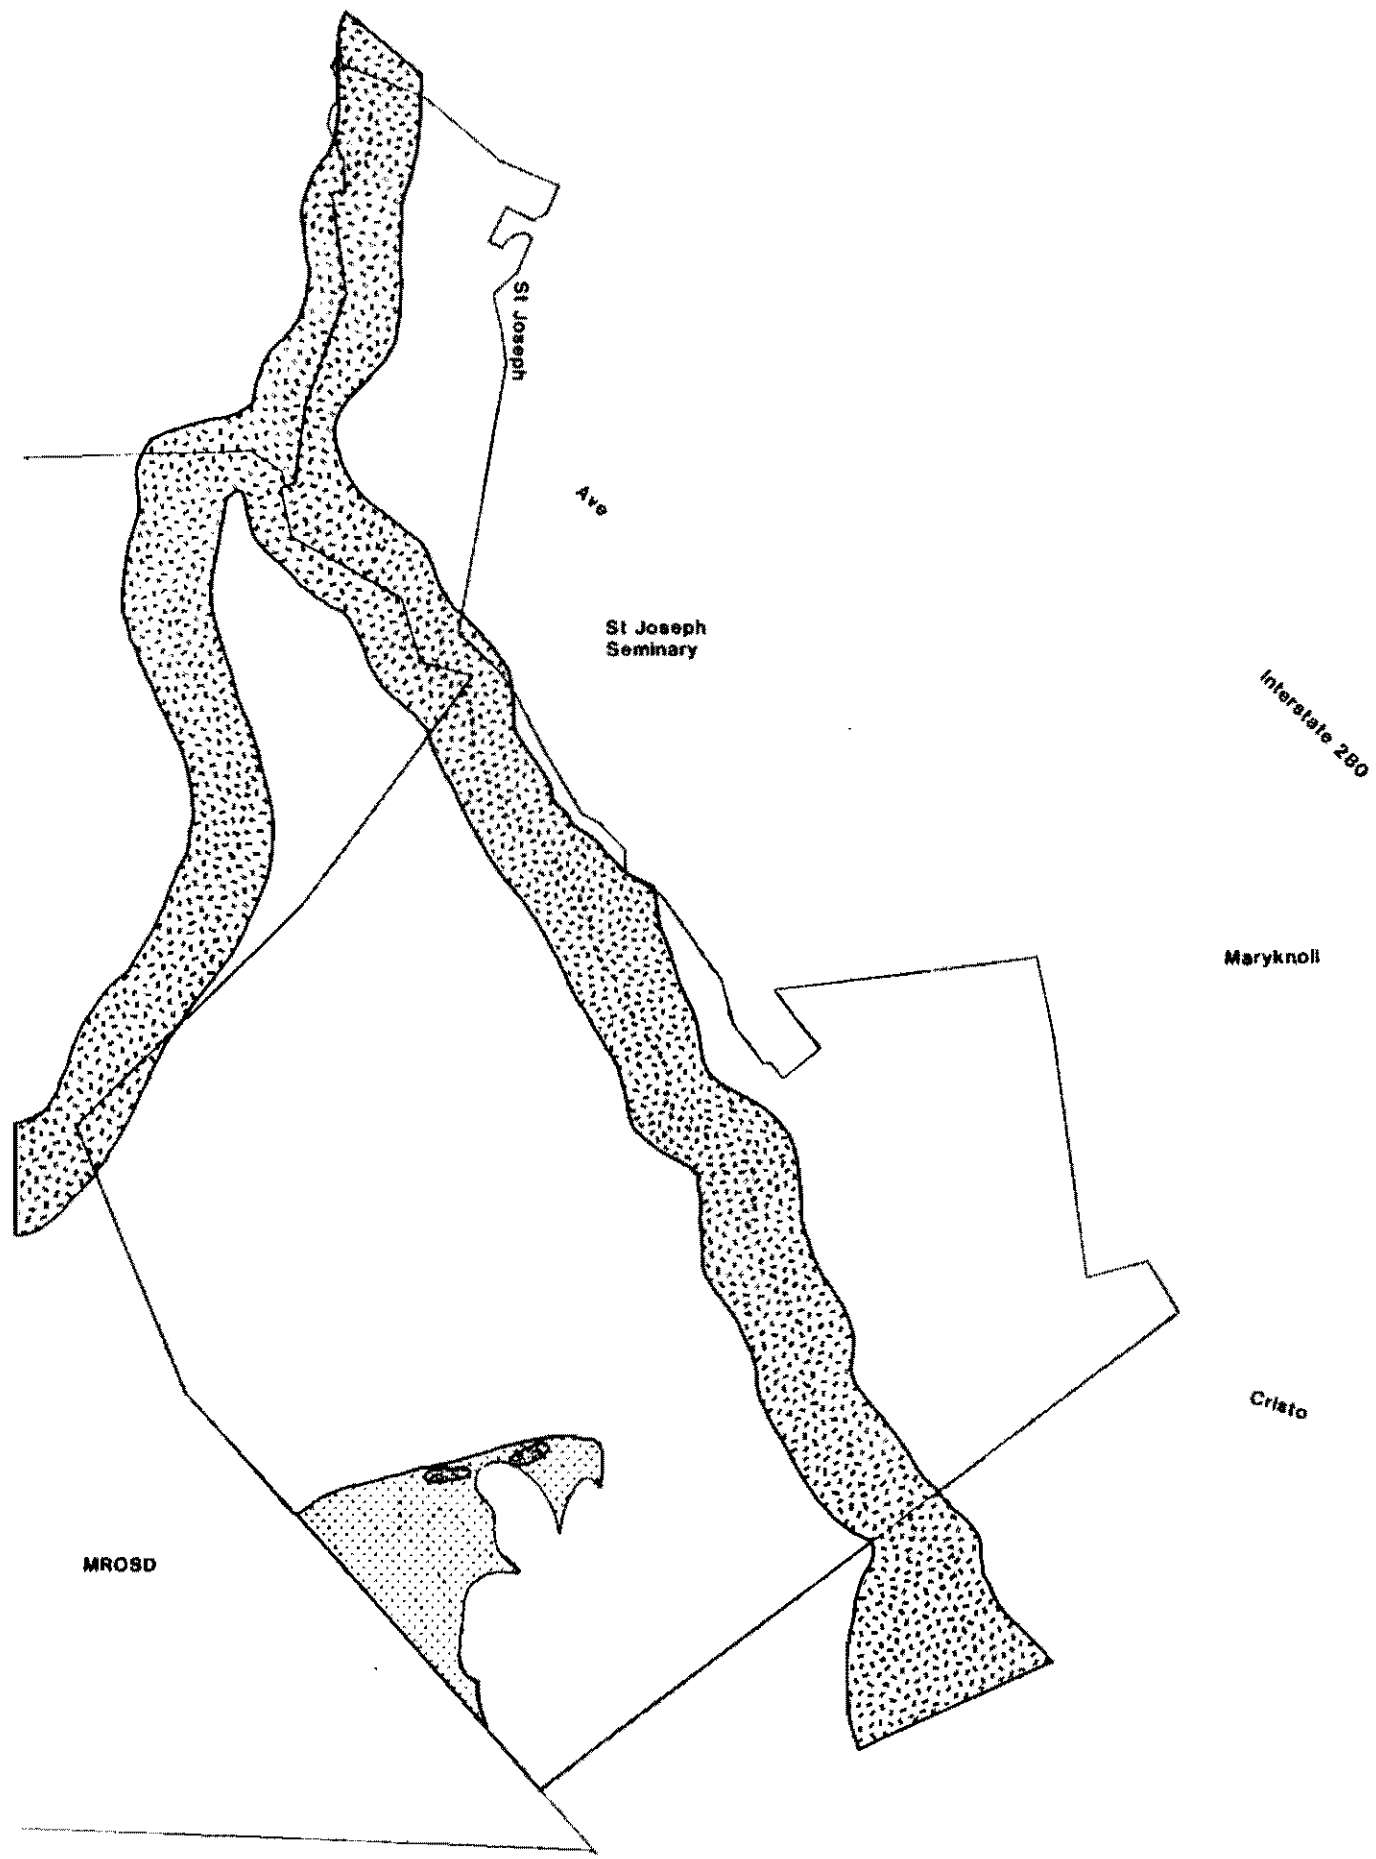 St Joseph
Ave
St Joseph
Seminary
Interstate 280
Maryknoll
Cristo
MROSD